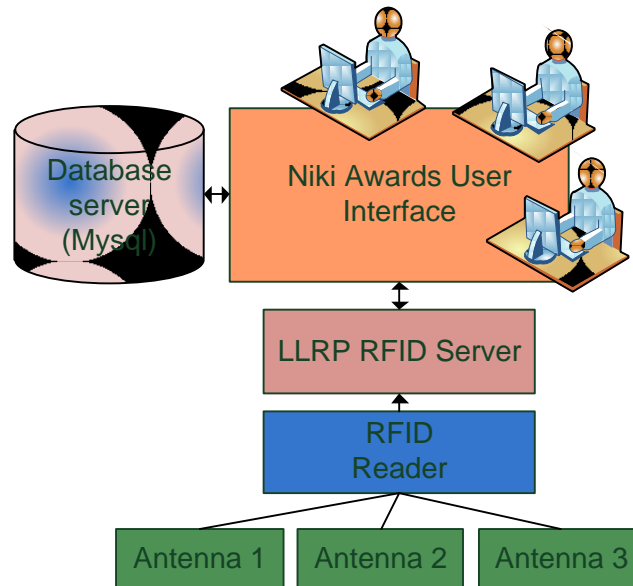 Database
server
(Mysql)
Niki Awards User
Interface
LLRP RFID Server
RFID
Reader
Antenna 1
Antenna 2
Antenna 3